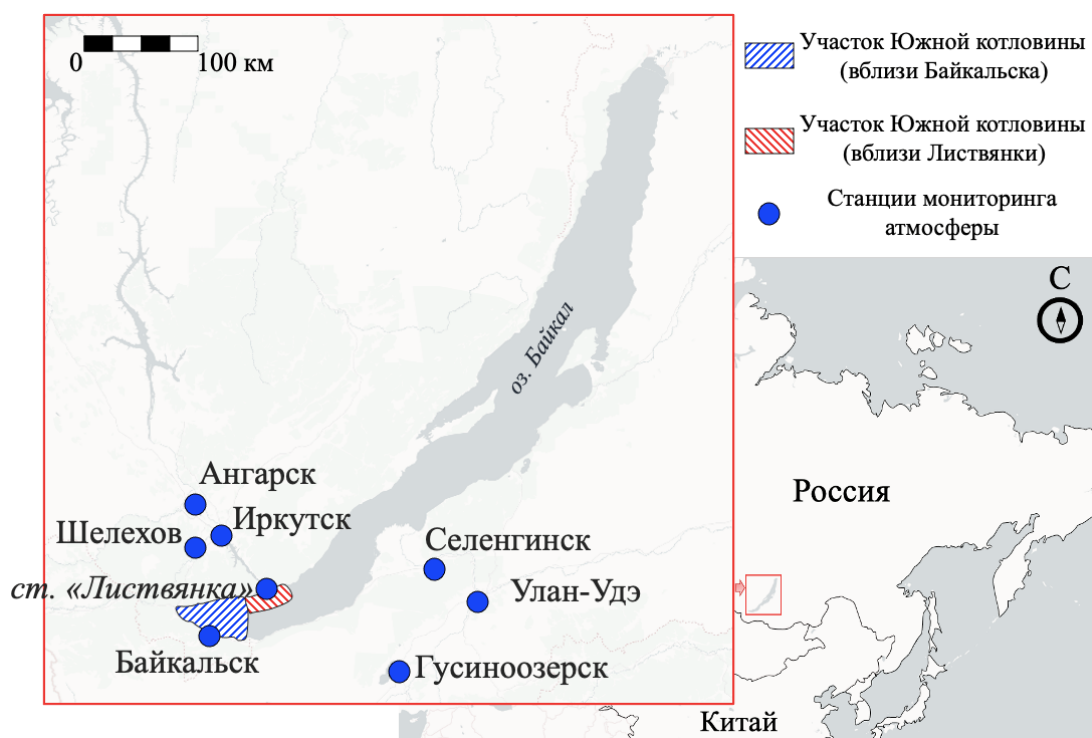 0 100 км
Участок Южной котловины
(вблизи Байкальска)
Участок Южной котловины
(вблизи Листвянки)
Станции мониторинга
атмосферы
С
оз. Байкал
Ангарск
Иркутск
Шелехов
Россия
Селенгинск
ст. «Листвянка»
Улан-Удэ
Байкальск
Гусиноозерск
Китай